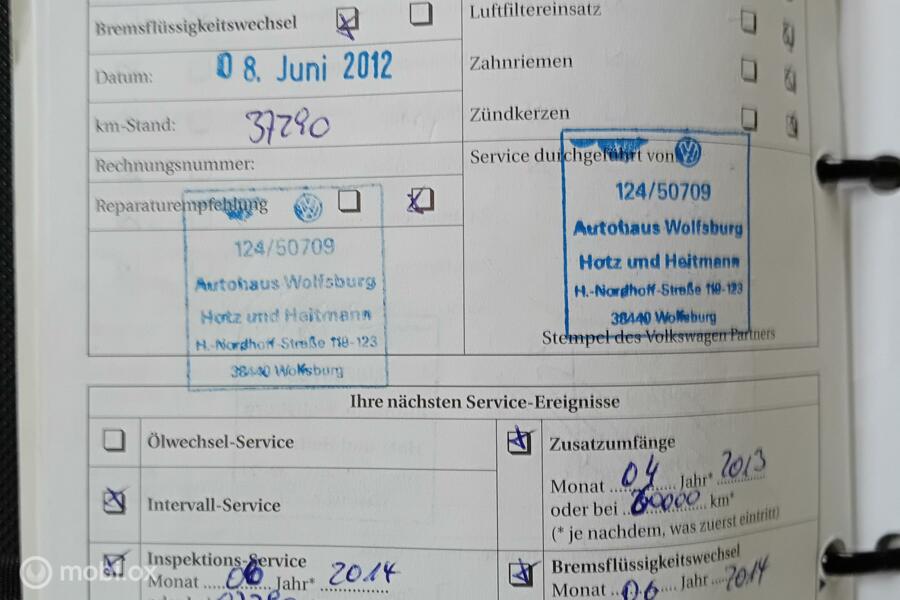 Bremsflüssigkeitswechsel
Datum: 08. Juni 2012
km-Stand: 37290
Rechnungsnummer:
Reparaturempfehlung
124/50709
Autohaus Wolfsburg
Hotz und Heitmann
H.-Nordhoff-Straße 119-123
38440 Wolfsburg
Luftfiltereinsatz
Zahnriemen
Zündkerzen
Service durchgeführt von
124/50709
Autohaus Wolfsburg
Hotz und Heitmann
H.-Nordhoff-Straße 119-123
38440 Wolfsburg
Stempel des Volkswagen Partners
Ihre nächsten Service-Ereignisse
Ölwechsel-Service
Intervall-Service
Inspektions-Service
Monat 06 Jahr* 2014
Zusatzumfänge
Monat 04 Jahr* 2013
oder bei 60000 km*
(* je nachdem, was zuerst eintritt)
Bremsflüssigkeitswechsel
Monat 06 Jahr 2014
mobilox